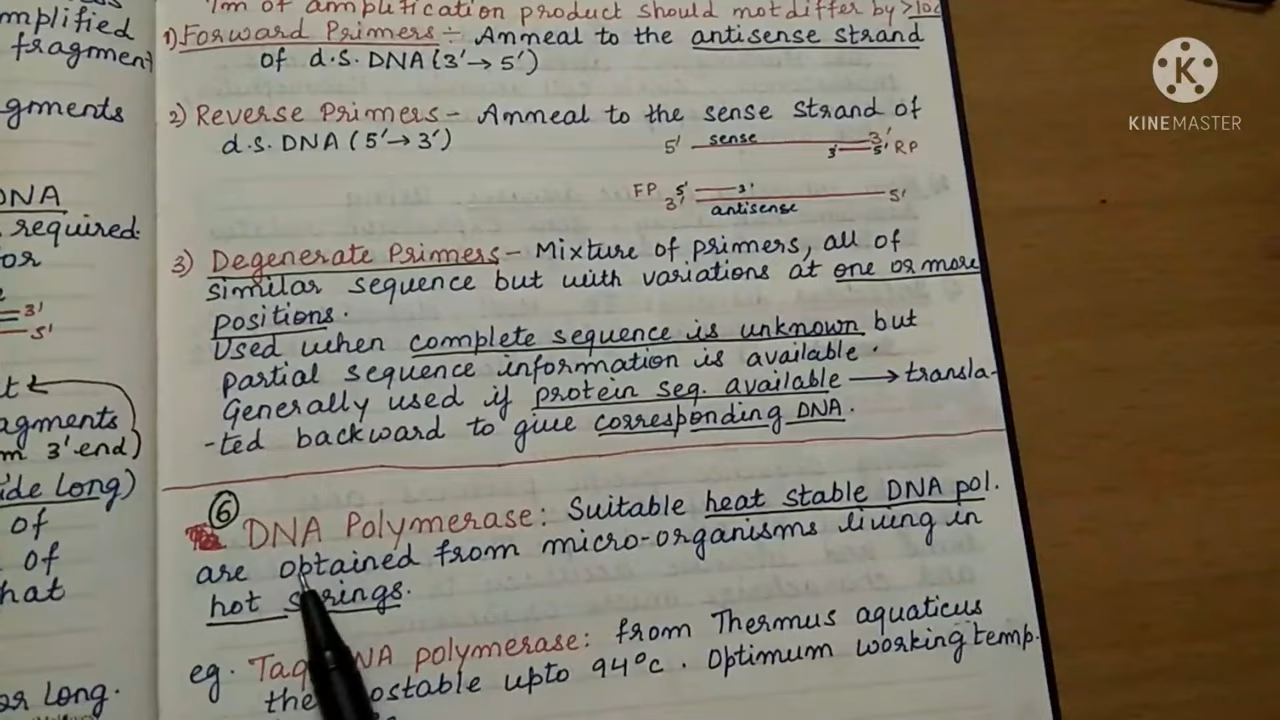 mplified
fragment
gments
DNA
required
or
3'
5'
agments
m 3' end)
ide long)
of
of
hat
or long.
Tm of amplification product should not differ by >10c
1) Forward Primers ÷ Anneal to the antisense strand
of d.s. DNA (3' → 5')
2) Reverse Primers - Anneal to the sense strand of
d.s. DNA (5' → 3')
5' sense 3'
3' 5' RP
FP 5' 3'
3' 5'
antisense
3) Degenerate Primers - Mixture of primers, all of
similar sequence but with variations at one or more
positions.
Used when complete sequence is unknown but
partial sequence information is available.
Generally used if protein seq. available → transla-
-ted backward to give corresponding DNA.
6
DNA Polymerase: Suitable heat stable DNA pol.
are obtained from micro-organisms living in
hot springs.
eg. Taq DNA polymerase: from Thermus aquaticus
thermostable upto 94°c. Optimum working temp.
K
KINEMASTER